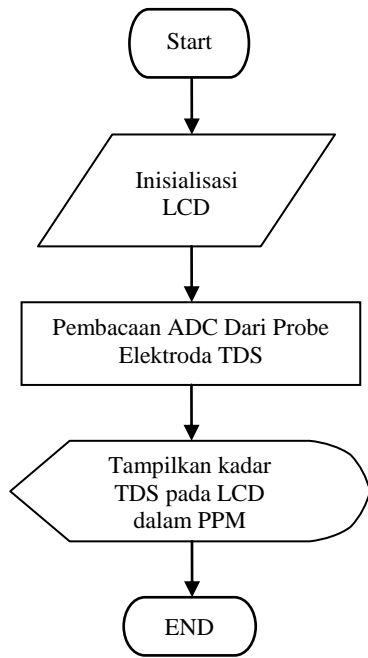 Start
Inisialisasi
LCD
Pembacaan ADC Dari Probe
Elektroda TDS
Tampilkan kadar
TDS pada LCD
dalam PPM
END